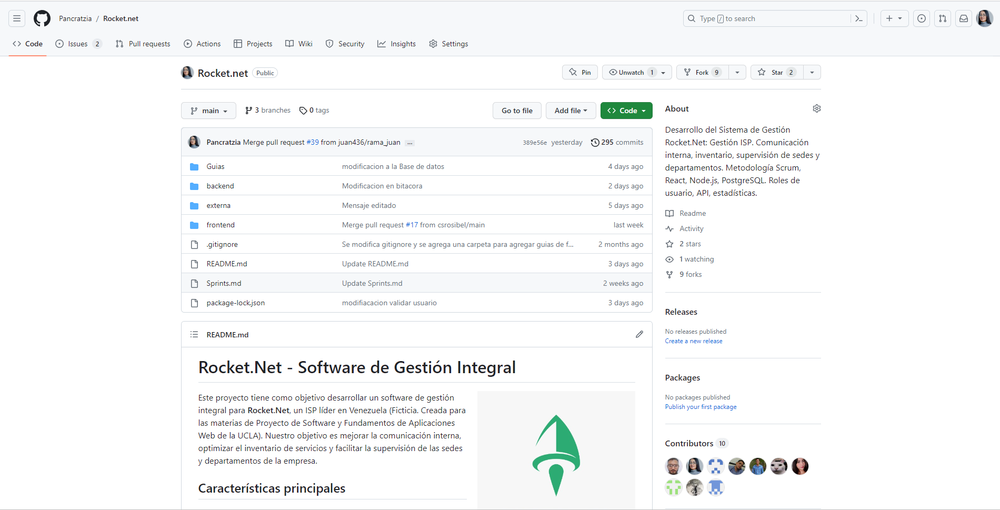 Pancratzia / Rocket.net
Type / to search
Code
Issues 2
Pull requests
Actions
Projects
Wiki
Security
Insights
Settings
Rocket.net Public
Pin
Unwatch 1
Fork 9
Star 2
main
3 branches
0 tags
Go to file
Add file
Code
Pancratzia Merge pull request #39 from juan436/rama_juan ...
389e56e yesterday
295 commits
Guias modificacion a la Base de datos 4 days ago
backend Modificacion en bitacora 2 days ago
externa Mensaje editado 5 days ago
frontend Merge pull request #17 from csrosibel/main last week
.gitignore Se modifica gitignore y se agrega una carpeta para agregar guias de f... 2 months ago
README.md Update README.md 3 days ago
Sprints.md Update Sprints.md 2 weeks ago
package-lock.json modifiacacion validar usuario 3 days ago
README.md
Rocket.Net - Software de Gestión Integral
Este proyecto tiene como objetivo desarrollar un software de gestión
integral para Rocket.Net, un ISP líder en Venezuela (Ficticia. Creada para
las materias de Proyecto de Software y Fundamentos de Aplicaciones
Web de la UCLA). Nuestro objetivo es mejorar la comunicación interna,
optimizar el inventario de servicios y facilitar la supervisión de las sedes
y departamentos de la empresa.
Características principales
About
Desarrollo del Sistema de Gestión
Rocket.Net: Gestión ISP. Comunicación
interna, inventario, supervisión de sedes y
departamentos. Metodología Scrum,
React, Node.js, PostgreSQL. Roles de
usuario, API, estadísticas.
Readme
Activity
2 stars
1 watching
9 forks
Releases
No releases published
Create a new release
Packages
No packages published
Publish your first package
Contributors 10